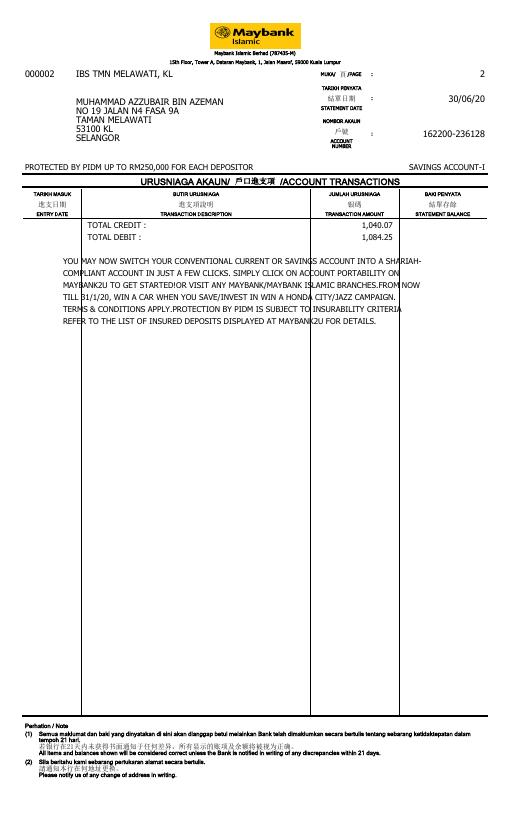 Maybank
Islamic
Maybank Islamic Berhad (787435-M)
15th Floor, Tower A, Dataran Maybank, 1, Jalan Maarof, 59000 Kuala Lumpur
000002 IBS TMN MELAWATI, KL
MUKA/ 頁 /PAGE : 2
MUHAMMAD AZZUBAIR BIN AZEMAN
NO 19 JALAN N4 FASA 9A
TAMAN MELAWATI
53100 KL
SELANGOR
TARIKH PENYATA
結單日期 : 30/06/20
STATEMENT DATE
NOMBOR AKAUN
戶號 : 162200-236128
ACCOUNT
NUMBER
PROTECTED BY PIDM UP TO RM250,000 FOR EACH DEPOSITOR SAVINGS ACCOUNT-I
URUSNIAGA AKAUN/ 戶口進支項 /ACCOUNT TRANSACTIONS
TARIKH MASUK BUTIR URUSNIAGA JUMLAH URUSNIAGA BAKI PENYATA
進支日期 進支項說明 銀碼 結單存餘
ENTRY DATE TRANSACTION DESCRIPTION TRANSACTION AMOUNT STATEMENT BALANCE
TOTAL CREDIT : 1,040.07
TOTAL DEBIT : 1,084.25
YOU MAY NOW SWITCH YOUR CONVENTIONAL CURRENT OR SAVINGS ACCOUNT INTO A SHARIAH-
COMPLIANT ACCOUNT IN JUST A FEW CLICKS. SIMPLY CLICK ON ACCOUNT PORTABILITY ON
MAYBANK2U TO GET STARTED!OR VISIT ANY MAYBANK/MAYBANK ISLAMIC BRANCHES.FROM NOW
TILL 31/1/20, WIN A CAR WHEN YOU SAVE/INVEST IN WIN A HONDA CITY/JAZZ CAMPAIGN.
TERMS & CONDITIONS APPLY.PROTECTION BY PIDM IS SUBJECT TO INSURABILITY CRITERIA
REFER TO THE LIST OF INSURED DEPOSITS DISPLAYED AT MAYBANK2U FOR DETAILS.
Perhatian / Note
(1) Semua maklumat dan baki yang dinyatakan di sini akan dianggap betul melainkan Bank telah dimaklumkan secara bertulis tentang sebarang ketidaktepatan dalam
tempoh 21 hari.
若銀行在21天内未获得书面通知于任何差异, 所有显示的账项及金额将被视为正确。
All items and balances shown will be considered correct unless the Bank is notified in writing of any discrepancies within 21 days.
(2) Sila beritahu kami sebarang pertukaran alamat secara bertulis.
請通知本行在何地址更换。
Please notify us of any change of address in writing.